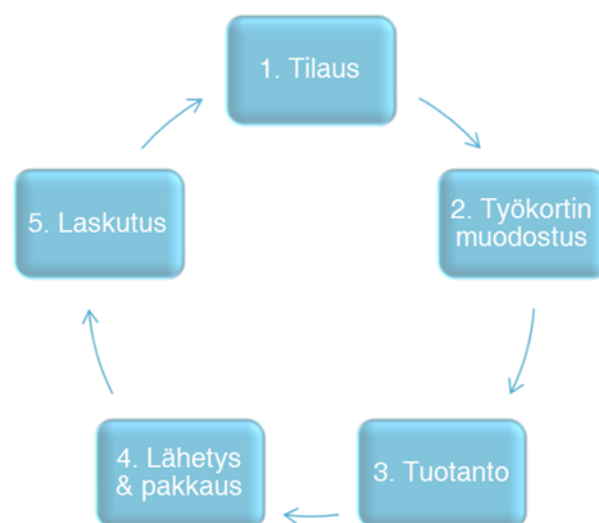 1. Tilaus
2. Työkortin
muodostus
3. Tuotanto
4. Lähetys
& pakkaus
5. Laskutus